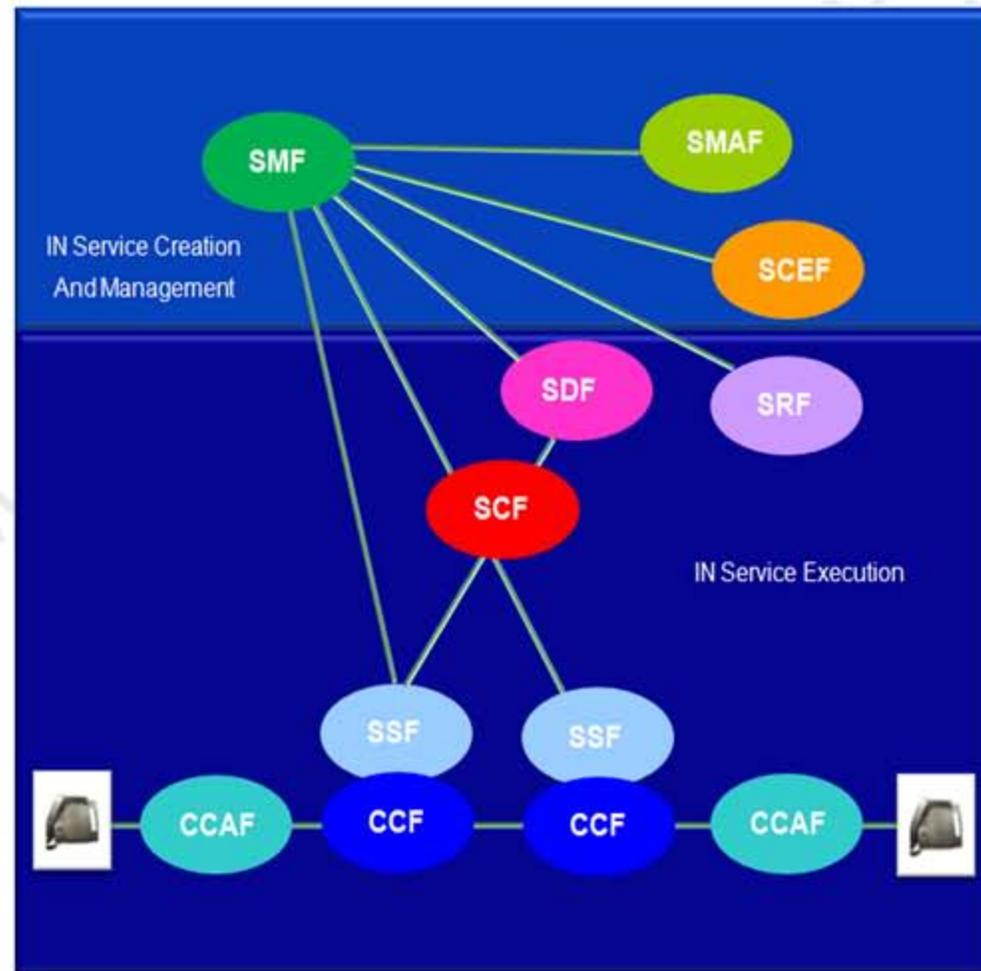 SMF
SMAF
IN Service Creation
And Management
SCEF
SDF
SRF
SCF
IN Service Execution
SSF
SSF
CCAF
CCF
CCF
CCAF